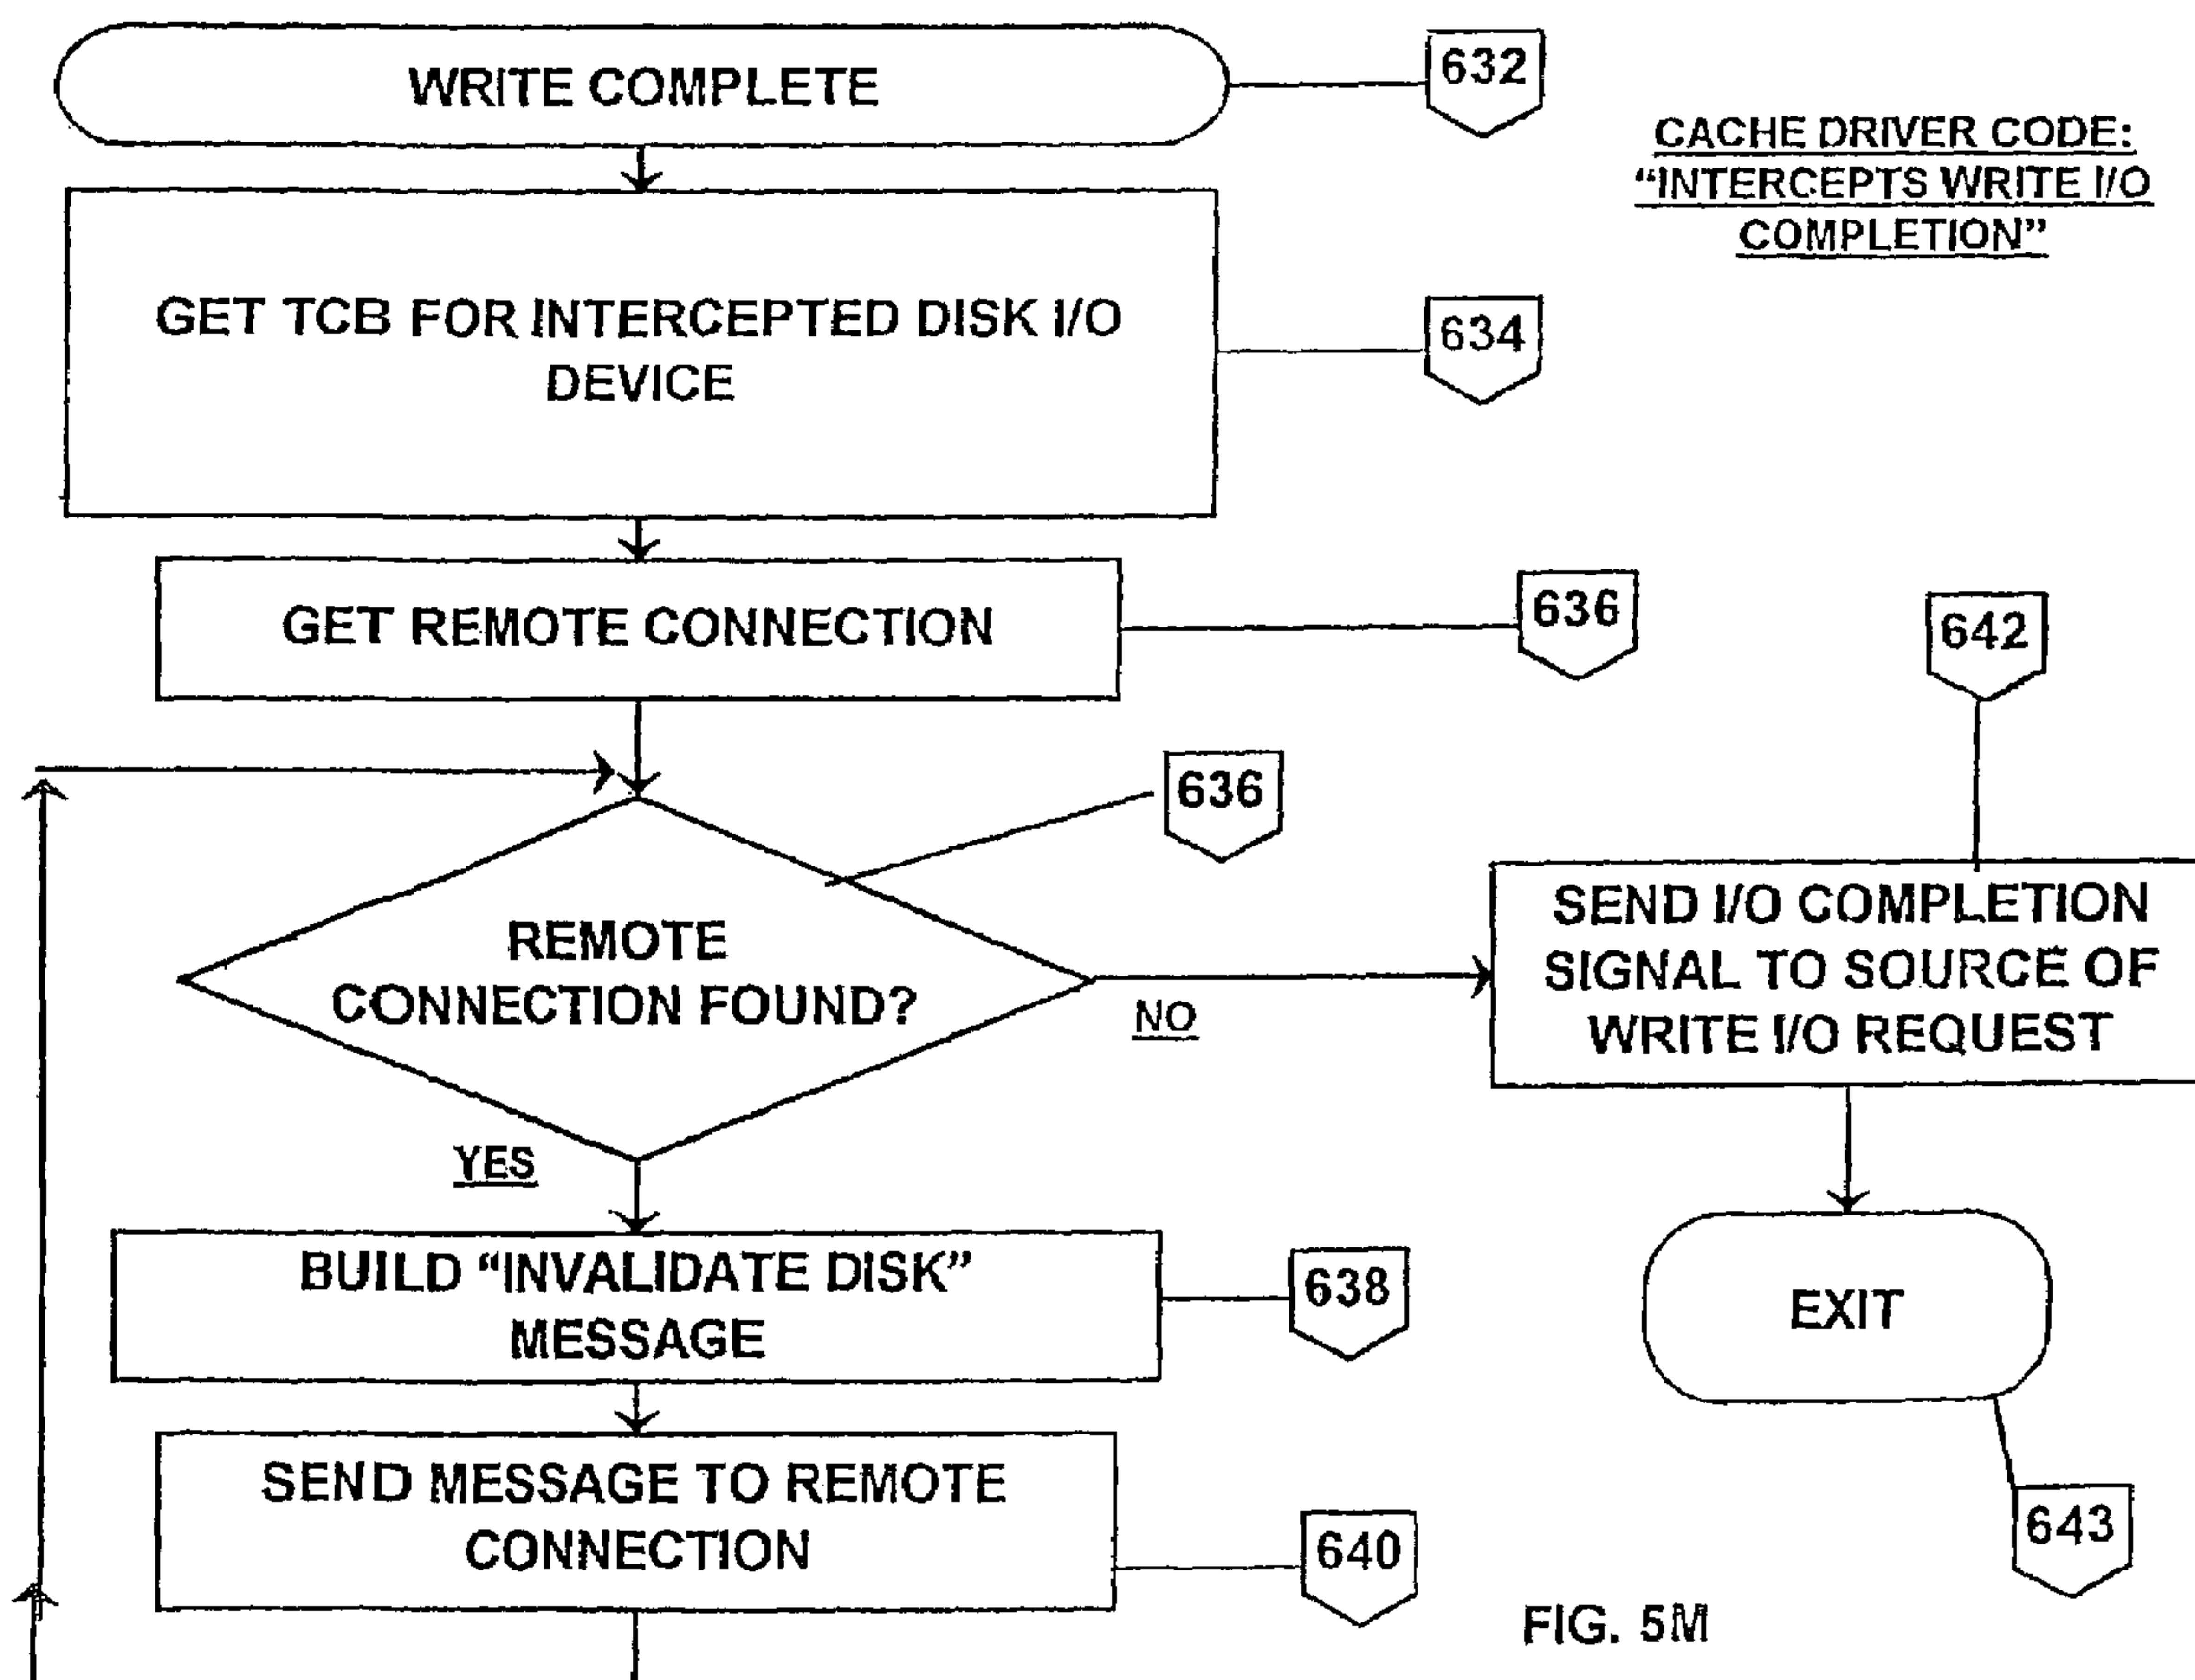 WRITE COMPLETE
632
CACHE DRIVER CODE:
“INTERCEPTS WRITE I/O
COMPLETION”
GET TCB FOR INTERCEPTED DISK I/O
DEVICE
634
GET REMOTE CONNECTION
636
642
636
REMOTE
CONNECTION FOUND?
NO
SEND I/O COMPLETION
SIGNAL TO SOURCE OF
WRITE I/O REQUEST
YES
BUILD “INVALIDATE DISK”
MESSAGE
638
EXIT
SEND MESSAGE TO REMOTE
CONNECTION
640
643
FIG. 5M